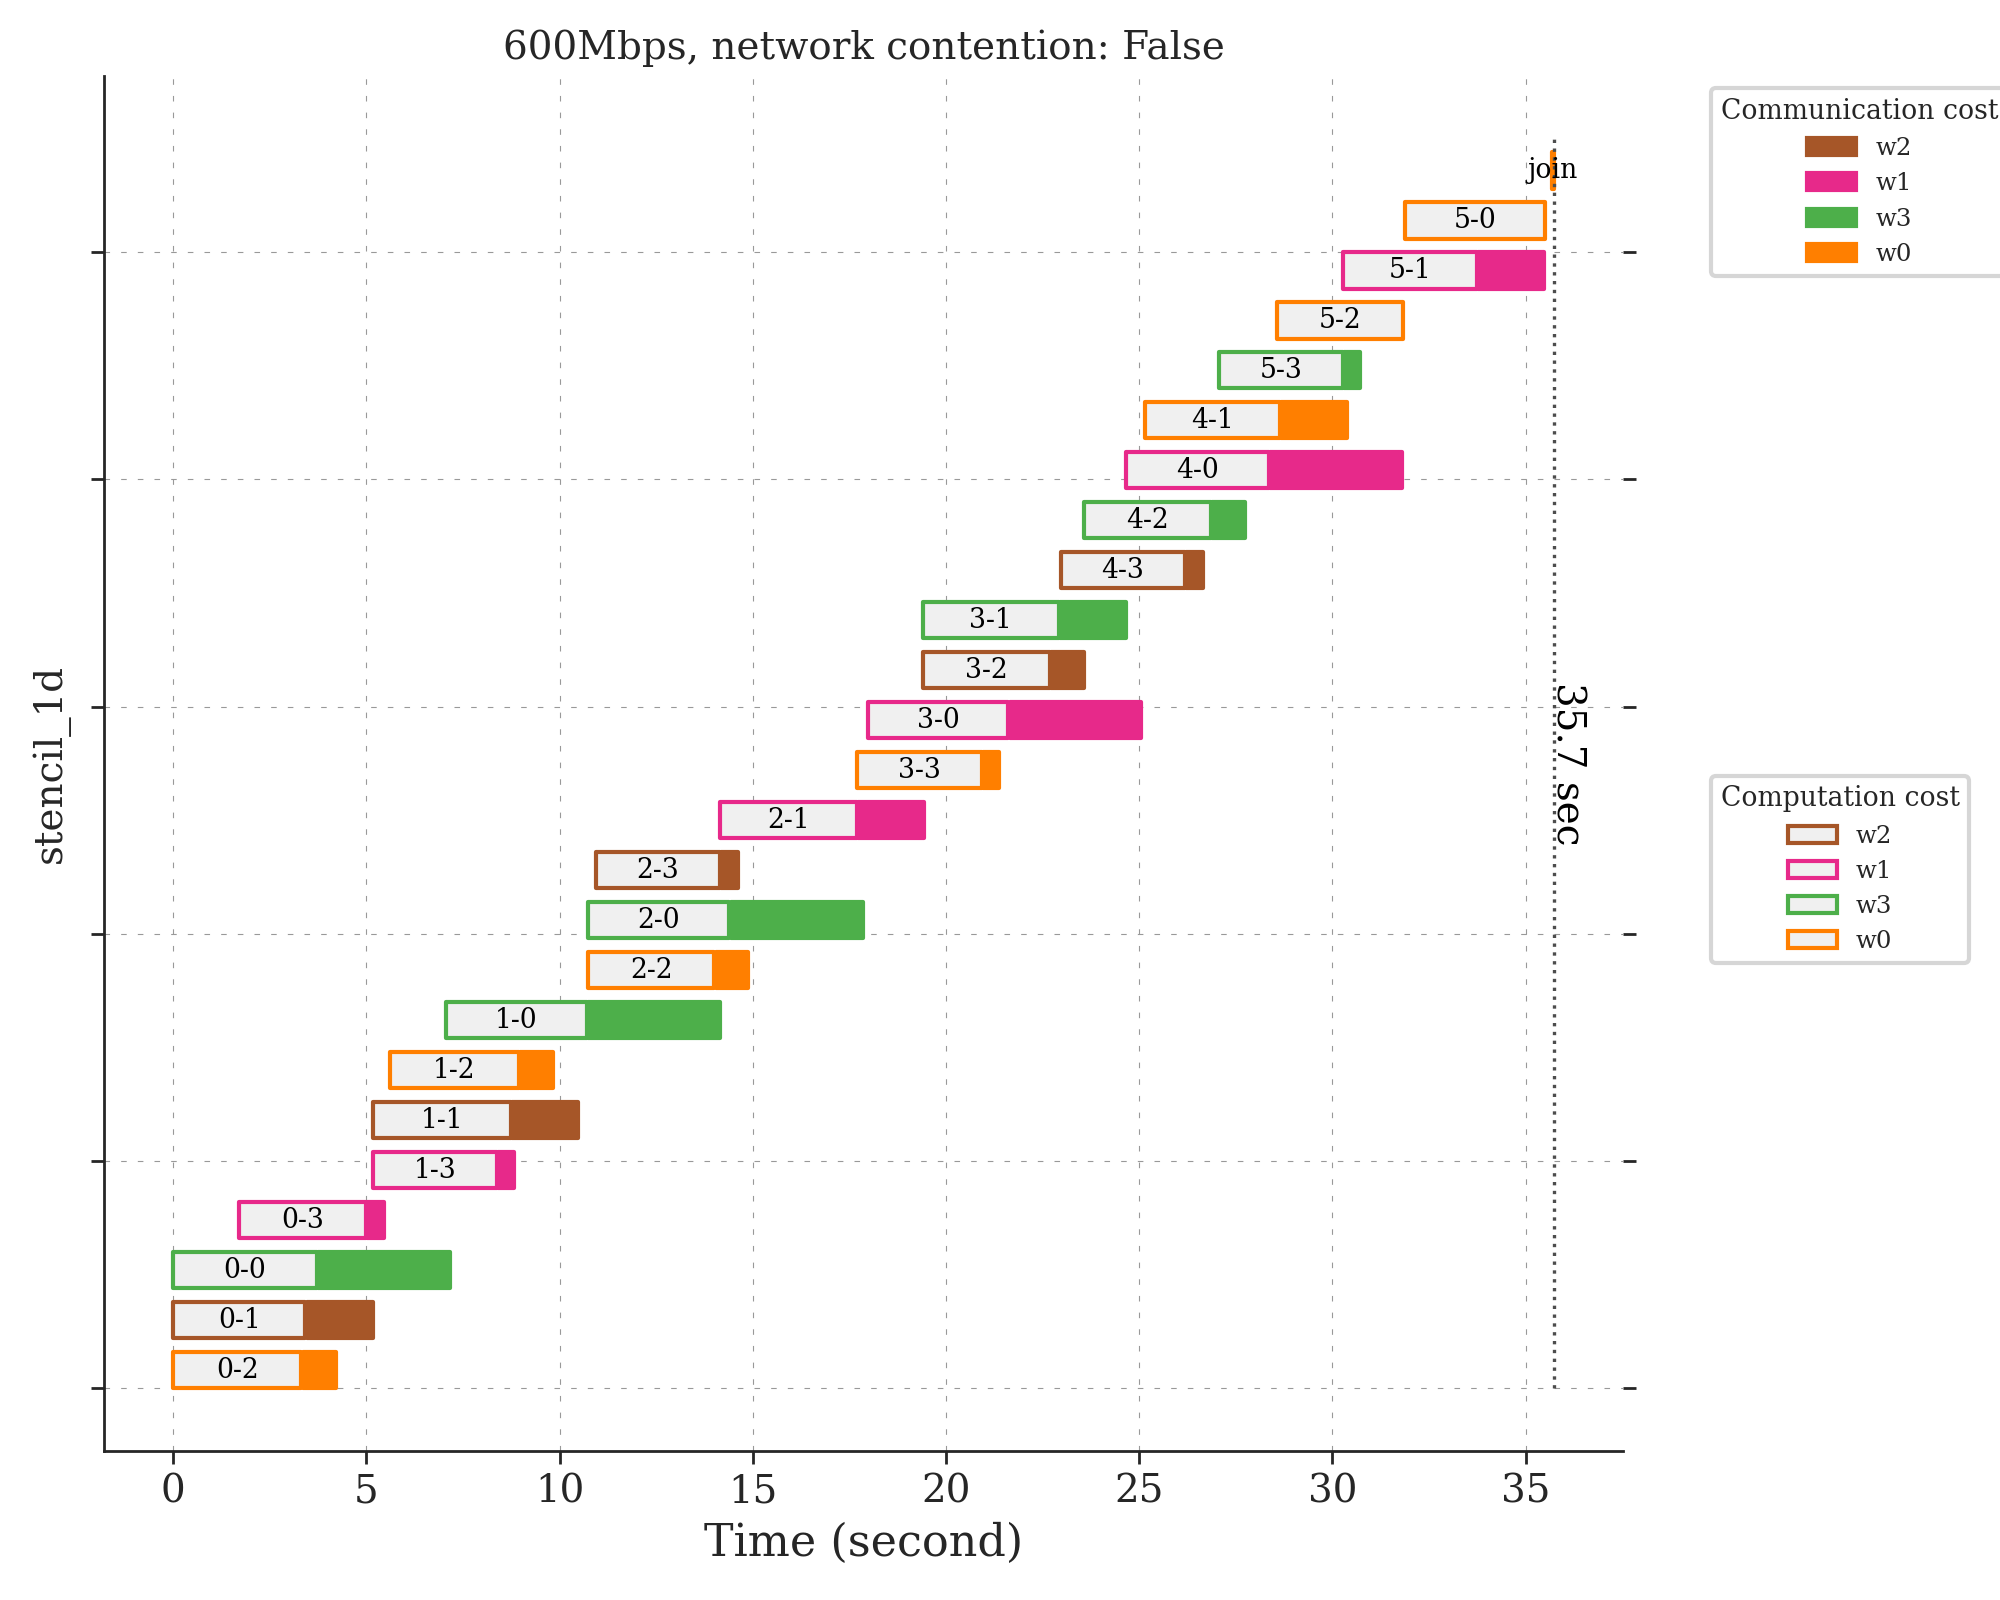 600Mbps, network contention: False
Communication cost
w2
w1
w3
w0
join
5-0
5-1
5-2
5-3
4-1
4-0
4-2
4-3
3-1
3-2
3-0
3-3
2-1
2-3
2-0
2-2
1-0
1-2
1-1
1-3
0-3
0-0
0-1
0-2
stencil_1d
35.7 sec
Computation cost
w2
w1
w3
w0
0 5 10 15 20 25 30 35
Time (second)